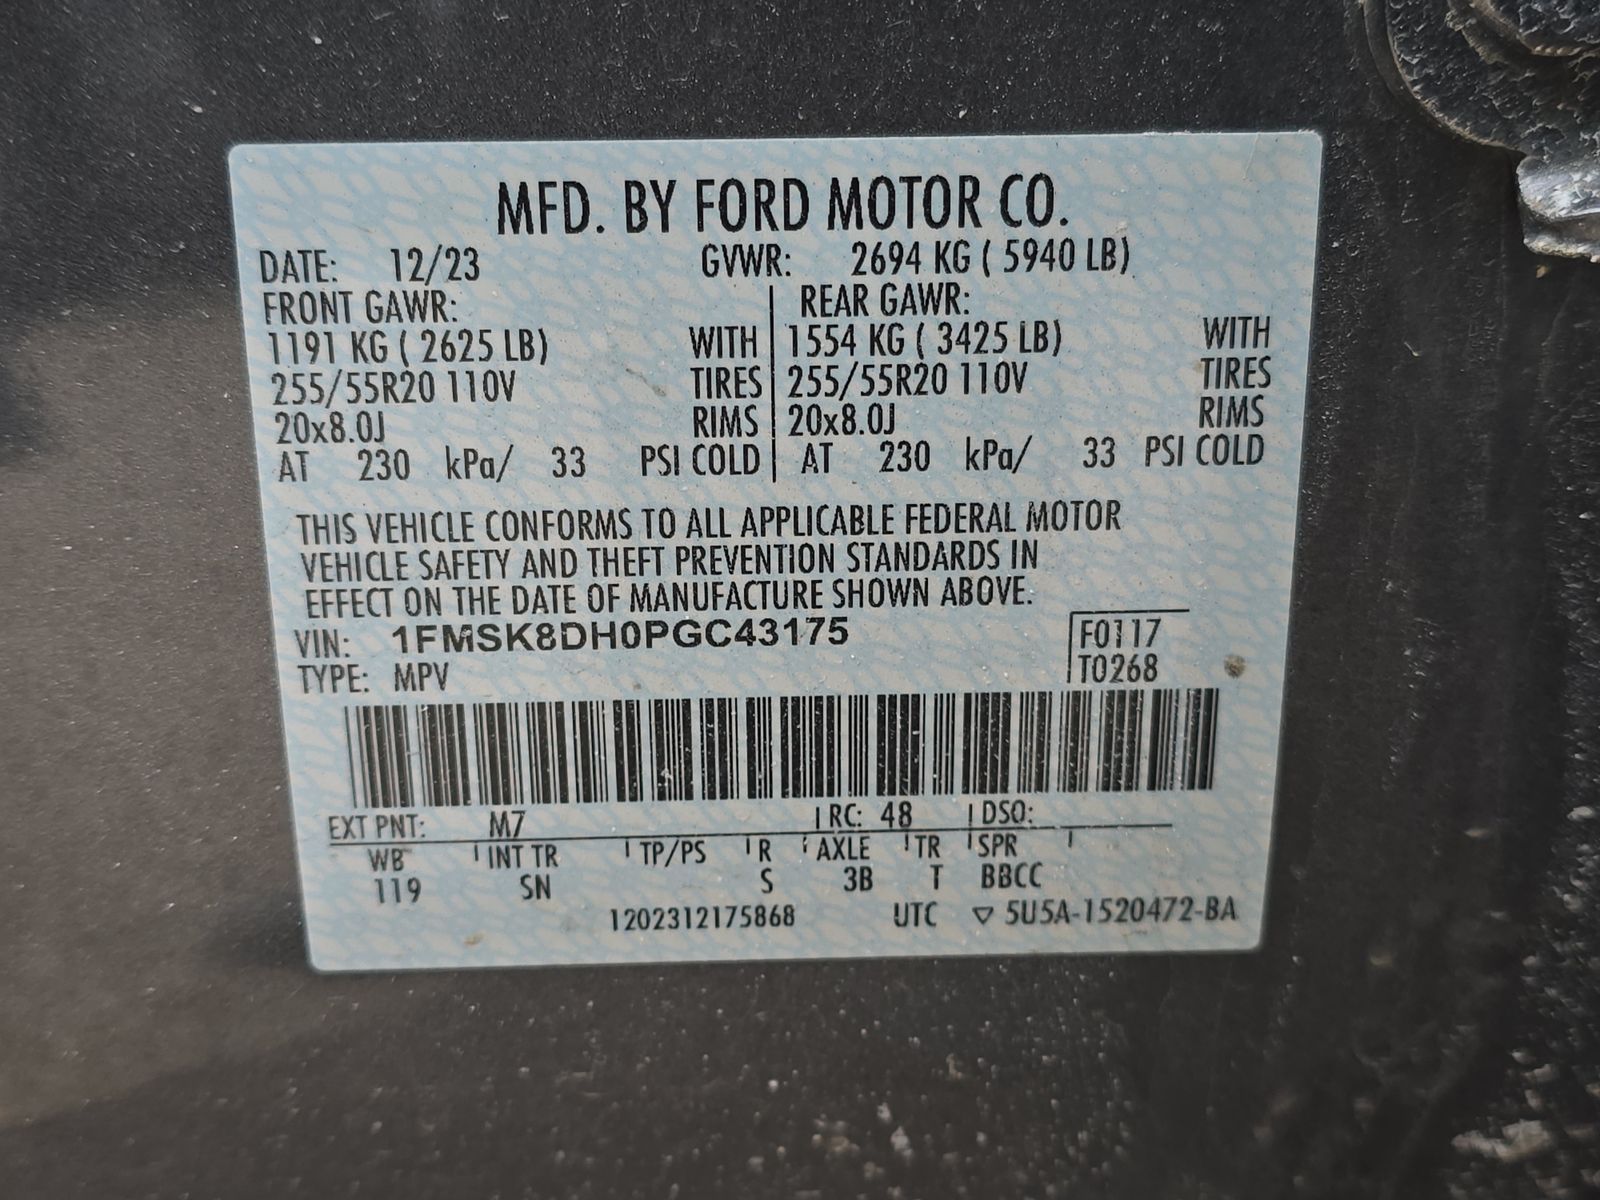 MFD. BY FORD MOTOR CO.
DATE: 12/23 GVWR: 2694 KG ( 5940 LB)
FRONT GAWR: REAR GAWR:
1191 KG ( 2625 LB) WITH 1554 KG ( 3425 LB) WITH
255/55R20 110V TIRES 255/55R20 110V TIRES
20x8.0J RIMS 20x8.0J RIMS
AT 230 kPa/ 33 PSI COLD AT 230 kPa/ 33 PSI COLD
THIS VEHICLE CONFORMS TO ALL APPLICABLE FEDERAL MOTOR
VEHICLE SAFETY AND THEFT PREVENTION STANDARDS IN
EFFECT ON THE DATE OF MANUFACTURE SHOWN ABOVE.
VIN: 1FMSK8DH0PGC43175 F0117
TYPE: MPV T0268
EXT PNT: M7 RC: 48 DSO:
WB INT TR TP/PS R AXLE TR SPR
119 SN S 3B T BBCC
1202312175868 UTC ▽ 5U5A-1520472-BA